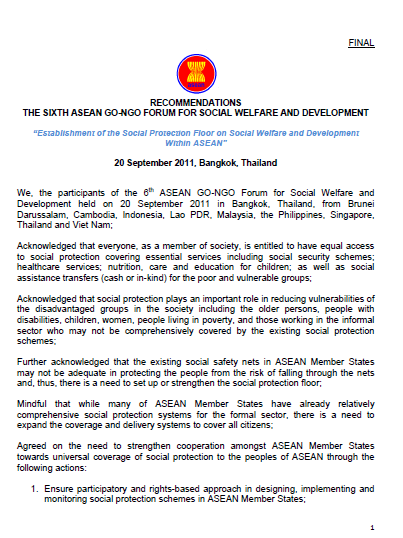 FINAL
RECOMMENDATIONS
THE SIXTH ASEAN GO-NGO FORUM FOR SOCIAL WELFARE AND DEVELOPMENT
“Establishment of the Social Protection Floor on Social Welfare and Development
Within ASEAN”
20 September 2011, Bangkok, Thailand
We, the participants of the 6th ASEAN GO-NGO Forum for Social Welfare and
Development held on 20 September 2011 in Bangkok, Thailand, from Brunei
Darussalam, Cambodia, Indonesia, Lao PDR, Malaysia, the Philippines, Singapore,
Thailand and Viet Nam;
Acknowledged that everyone, as a member of society, is entitled to have equal access
to social protection covering essential services including social security schemes;
healthcare services; nutrition, care and education for children; as well as social
assistance transfers (cash or in-kind) for the poor and vulnerable groups;
Acknowledged that social protection plays an important role in reducing vulnerabilities of
the disadvantaged groups in the society including the older persons, people with
disabilities, children, women, people living in poverty, and those working in the informal
sector who may not be comprehensively covered by the existing social protection
schemes;
Further acknowledged that the existing social safety nets in ASEAN Member States
may not be adequate in protecting the people from the risk of falling through the nets
and, thus, there is a need to set up or strengthen the social protection floor;
Mindful that while many of ASEAN Member States have already relatively
comprehensive social protection systems for the formal sector, there is a need to
expand the coverage and delivery systems to cover all citizens;
Agreed on the need to strengthen cooperation amongst ASEAN Member States
towards universal coverage of social protection to the peoples of ASEAN through the
following actions:
1. Ensure participatory and rights-based approach in designing, implementing and
monitoring social protection schemes in ASEAN Member States;
1